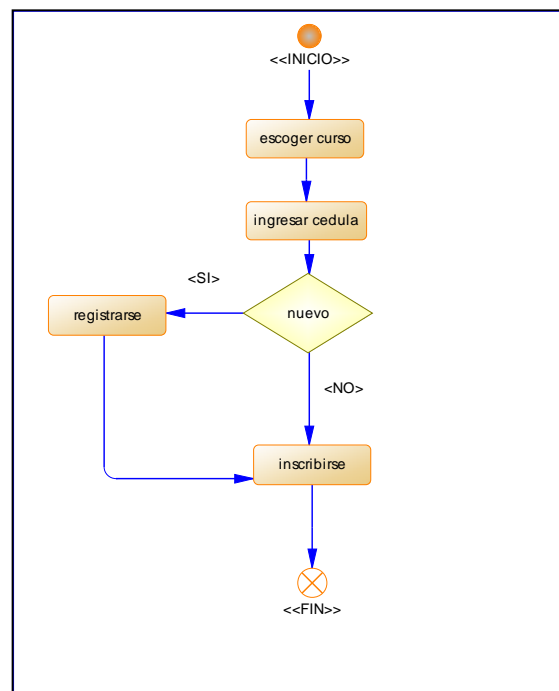 <<INICIO>>
escoger curso
ingresar cedula
<SI>
nuevo
registrarse
<NO>
inscribirse
<<FIN>>